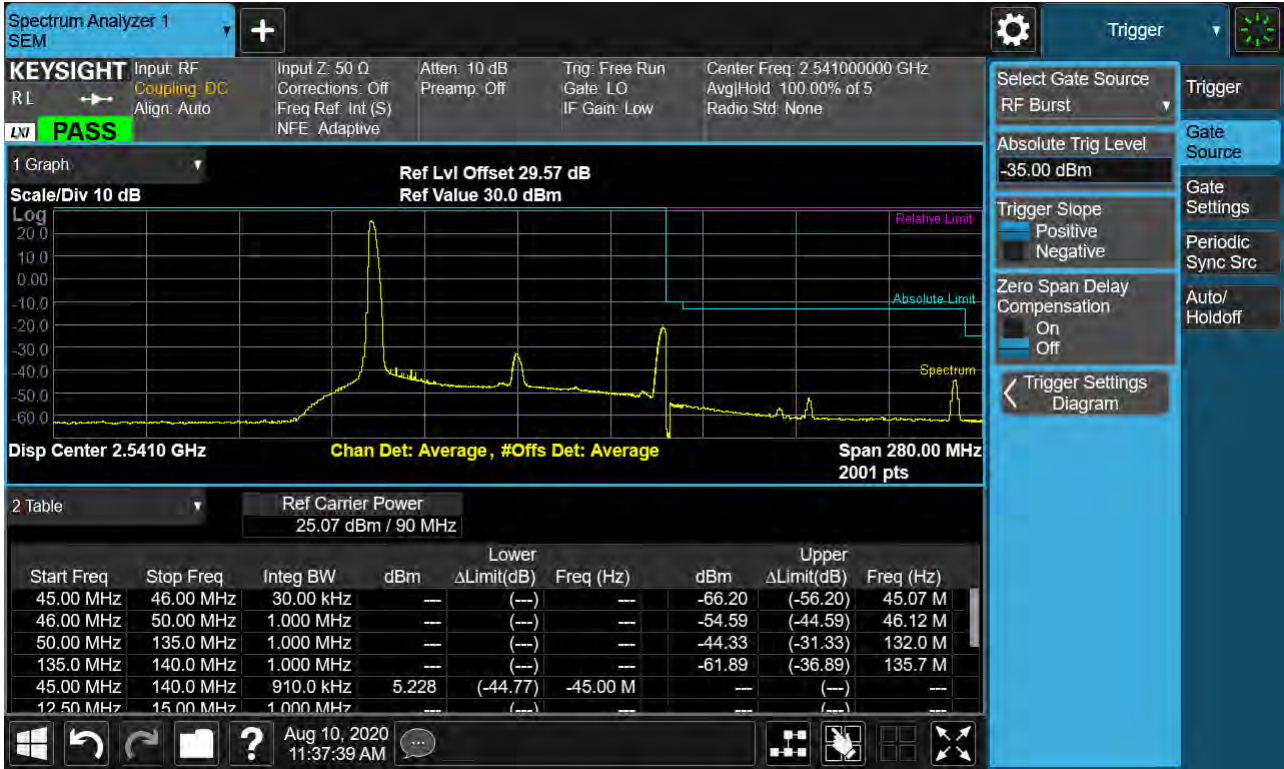 Spectrum Analyzer 1
SEM
+
Trigger
KEYSIGHT
Input: RF
Input Z: 50 Ω
Atten: 10 dB
Trig: Free Run
Center Freq: 2.541000000 GHz
RL
Coupling: DC
Corrections: Off
Preamp: Off
Gate: LO
Avg|Hold: 100.00% of 5
Align: Auto
Freq Ref: Int (S)
IF Gain: Low
Radio Std: None
LXI
PASS
NFE: Adaptive
1 Graph
Ref Lvl Offset 29.57 dB
Scale/Div 10 dB
Ref Value 30.0 dBm
Log
Relative Limit
20.0
10.0
0.00
-10.0
Absolute Limit
-20.0
-30.0
-40.0
Spectrum
-50.0
-60.0
Disp Center 2.5410 GHz
Chan Det: Average, #Offs Det: Average
Span 280.00 MHz
2001 pts
2 Table
Ref Carrier Power
25.07 dBm / 90 MHz
Lower Upper
Start Freq Stop Freq Integ BW dBm ΔLimit(dB) Freq (Hz) dBm ΔLimit(dB) Freq (Hz)
45.00 MHz 46.00 MHz 30.00 kHz --- (---) --- -66.20 (-56.20) 45.07 M
46.00 MHz 50.00 MHz 1.000 MHz --- (---) --- -54.59 (-44.59) 46.12 M
50.00 MHz 135.0 MHz 1.000 MHz --- (---) --- -44.33 (-31.33) 132.0 M
135.0 MHz 140.0 MHz 1.000 MHz --- (---) --- -61.89 (-36.89) 135.7 M
45.00 MHz 140.0 MHz 910.0 kHz 5.228 (-44.77) -45.00 M --- (---) ---
12.50 MHz 15.00 MHz 1.000 MHz --- (---) --- --- (---) ---
?
Aug 10, 2020
11:37:39 AM
Select Gate Source
RF Burst
Absolute Trig Level
-35.00 dBm
Trigger Slope
Positive
Negative
Zero Span Delay
Compensation
On
Off
Trigger Settings
Diagram
Trigger
Gate
Source
Gate
Settings
Periodic
Sync Src
Auto/
Holdoff